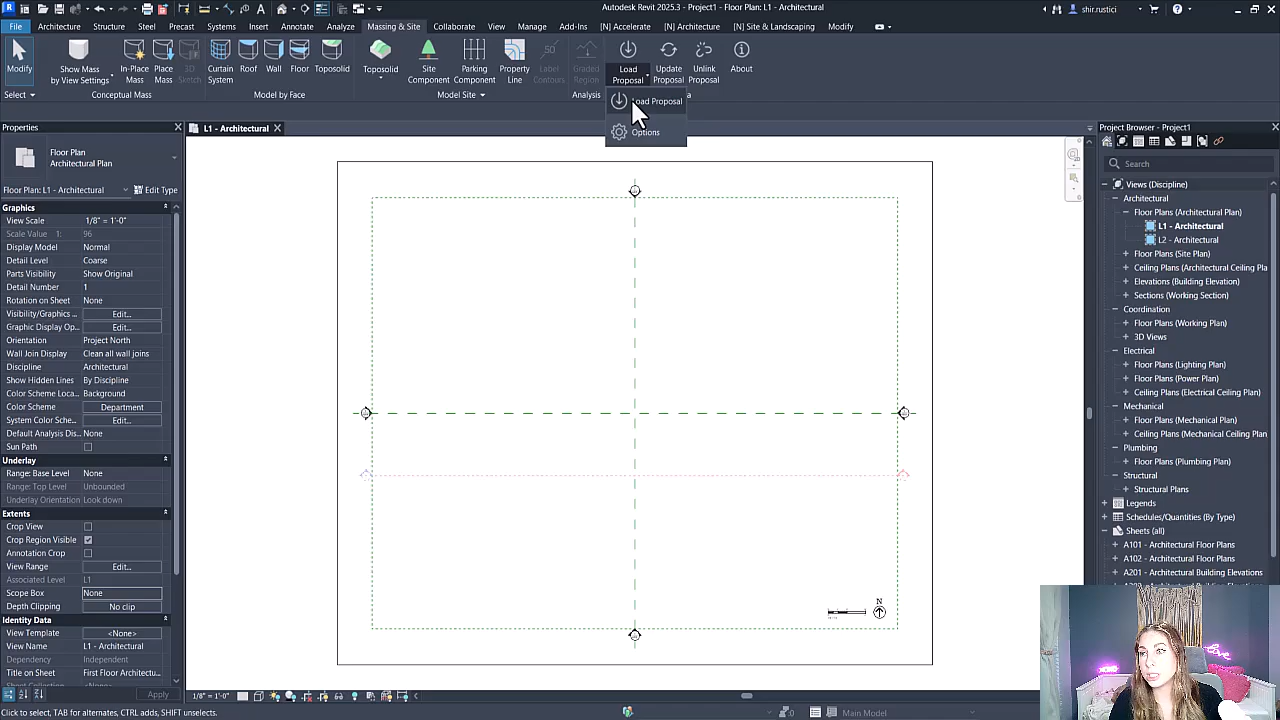 Autodesk Revit 2025.3 - Project1 - Floor Plan: L1 - Architectural
shir.rustici
File Architecture Structure Steel Precast Systems Insert Annotate Analyze Massing & Site Collaborate View Manage Add-Ins [N] Accelerate [N] Architecture [N] Site & Landscaping Modify
Modify
Show Mass
by View Settings
In-Place
Mass
Place
Mass
3D
Sketch
Curtain
System
Roof
Wall
Floor
Toposolid
Toposolid
Site
Component
Parking
Component
Property
Line
Label
Contours
Graded
Region
Load
Proposal
Update
Proposal
Unlink
Proposal
About
Select
Conceptual Mass
Model by Face
Model Site
Analysis
Load Proposal
Options
Properties
L1 - Architectural
Floor Plan
Architectural Plan
Floor Plan: L1 - Architectural
Edit Type
Graphics
View Scale 1/8" = 1'-0"
Scale Value 1: 96
Display Model Normal
Detail Level Coarse
Parts Visibility Show Original
Detail Number 1
Rotation on Sheet None
Visibility/Graphics ... Edit...
Graphic Display Op... Edit...
Orientation Project North
Wall Join Display Clean all wall joins
Discipline Architectural
Show Hidden Lines By Discipline
Color Scheme Loca... Background
Color Scheme Department
System Color Sche... Edit...
Default Analysis Dis... None
Sun Path
Underlay
Range: Base Level None
Range: Top Level Unbounded
Underlay Orientation Look down
Extents
Crop View
Crop Region Visible
Annotation Crop
View Range Edit...
Associated Level L1
Scope Box None
Depth Clipping No clip
Identity Data
View Template <None>
View Name L1 - Architectural
Dependency Independent
Title on Sheet First Floor Architectu...
Apply
N
Project Browser - Project1
Search
Views (Discipline)
Architectural
Floor Plans (Architectural Plan)
L1 - Architectural
L2 - Architectural
Floor Plans (Site Plan)
Ceiling Plans (Architectural Ceiling Plan)
Elevations (Building Elevation)
Sections (Working Section)
Coordination
Floor Plans (Working Plan)
3D Views
Electrical
Floor Plans (Lighting Plan)
Floor Plans (Power Plan)
Ceiling Plans (Electrical Ceiling Plan)
Mechanical
Floor Plans (Mechanical Plan)
Ceiling Plans (Mechanical Ceiling Plan)
Plumbing
Floor Plans (Plumbing Plan)
Structural
Structural Plans
Legends
Schedules/Quantities (By Type)
Sheets (all)
A101 - Architectural Floor Plans
A102 - Architectural Floor Plans
A201 - Architectural Building Elevations
1/8" = 1'-0"
Click to select, TAB for alternates, CTRL adds, SHIFT unselects.
:0
Main Model